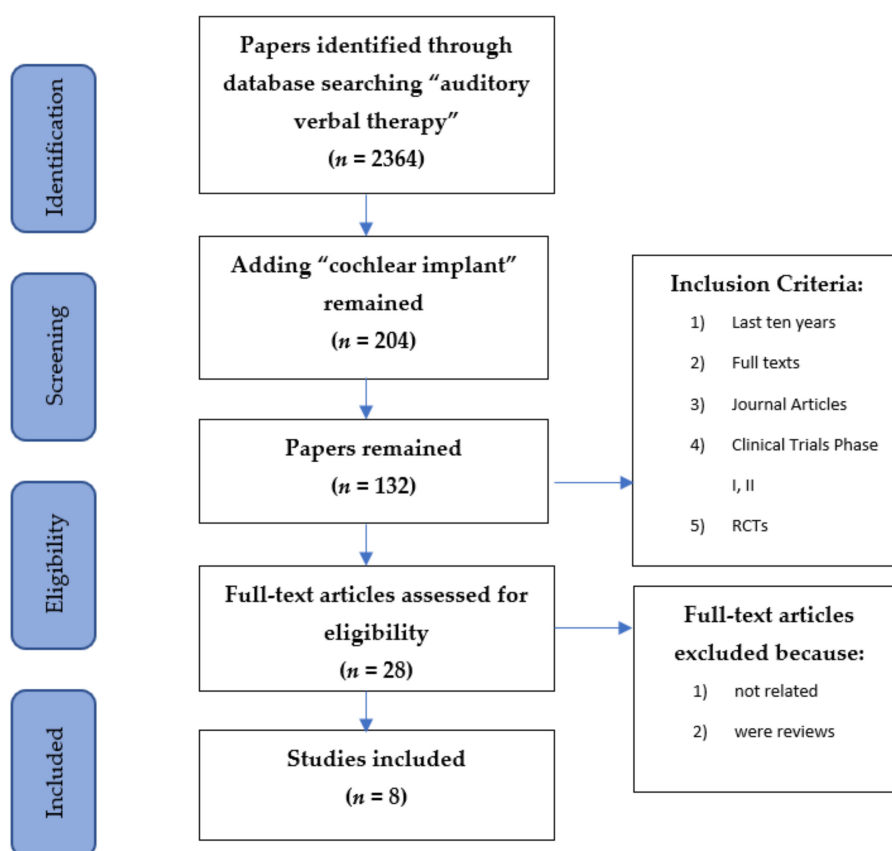 Identification
Papers identified through
database searching “auditory
verbal therapy”
(n = 2364)
Screening
Adding “cochlear implant”
remained
(n = 204)
Inclusion Criteria:
1) Last ten years
2) Full texts
3) Journal Articles
4) Clinical Trials Phase
I, II
5) RCTs
Papers remained
(n = 132)
Eligibility
Full-text articles assessed for
eligibility
(n = 28)
Full-text articles
excluded because:
1) not related
2) were reviews
Included
Studies included
(n = 8)